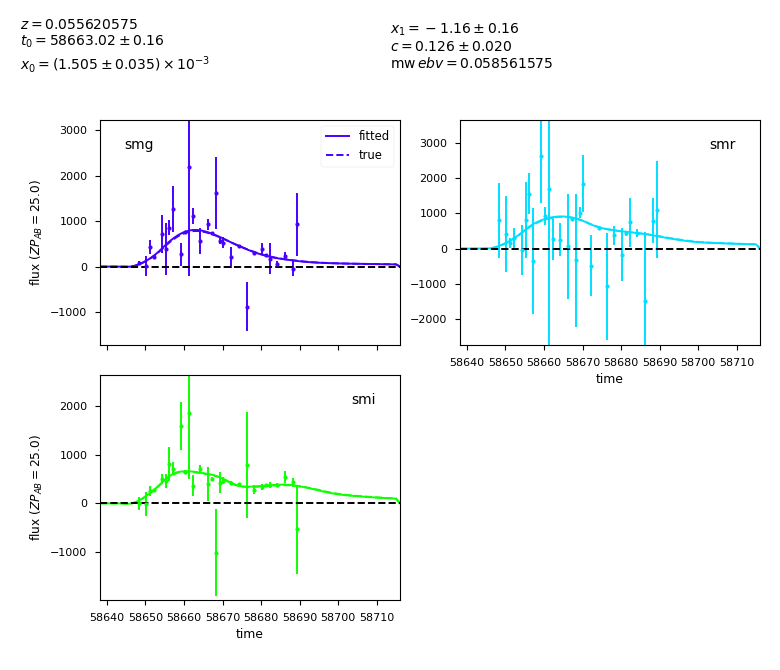 z = 0.055620575
t₀ = 58663.02 ± 0.16
x₀ = (1.505 ± 0.035) × 10⁻³
x₁ = −1.16 ± 0.16
c = 0.126 ± 0.020
mw ebv = 0.058561575
smg
fitted
true
3000
2000
1000
0
−1000
flux (ZP_AB = 25.0)
smr
3000
2000
1000
0
−1000
−2000
58640 58650 58660 58670 58680 58690 58700 58710
time
smi
2000
1000
0
−1000
flux (ZP_AB = 25.0)
58640 58650 58660 58670 58680 58690 58700 58710
time